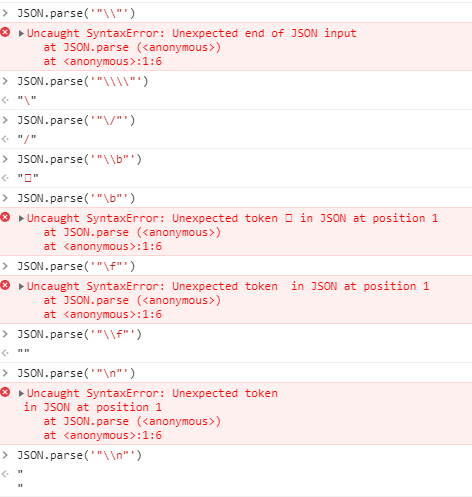 > JSON.parse('"\\"')
▶Uncaught SyntaxError: Unexpected end of JSON input
at JSON.parse (<anonymous>)
at <anonymous>:1:6
> JSON.parse('"\\\\"')
"\"
> JSON.parse('"\/"')
"/"
> JSON.parse('"\\b"')
"▯"
> JSON.parse('"\b"')
▶Uncaught SyntaxError: Unexpected token ▯ in JSON at position 1
at JSON.parse (<anonymous>)
at <anonymous>:1:6
> JSON.parse('"\f"')
▶Uncaught SyntaxError: Unexpected token  in JSON at position 1
at JSON.parse (<anonymous>)
at <anonymous>:1:6
> JSON.parse('"\\f"')
""
> JSON.parse('"\n"')
▶Uncaught SyntaxError: Unexpected token
in JSON at position 1
at JSON.parse (<anonymous>)
at <anonymous>:1:6
> JSON.parse('"\\n"')
"
"